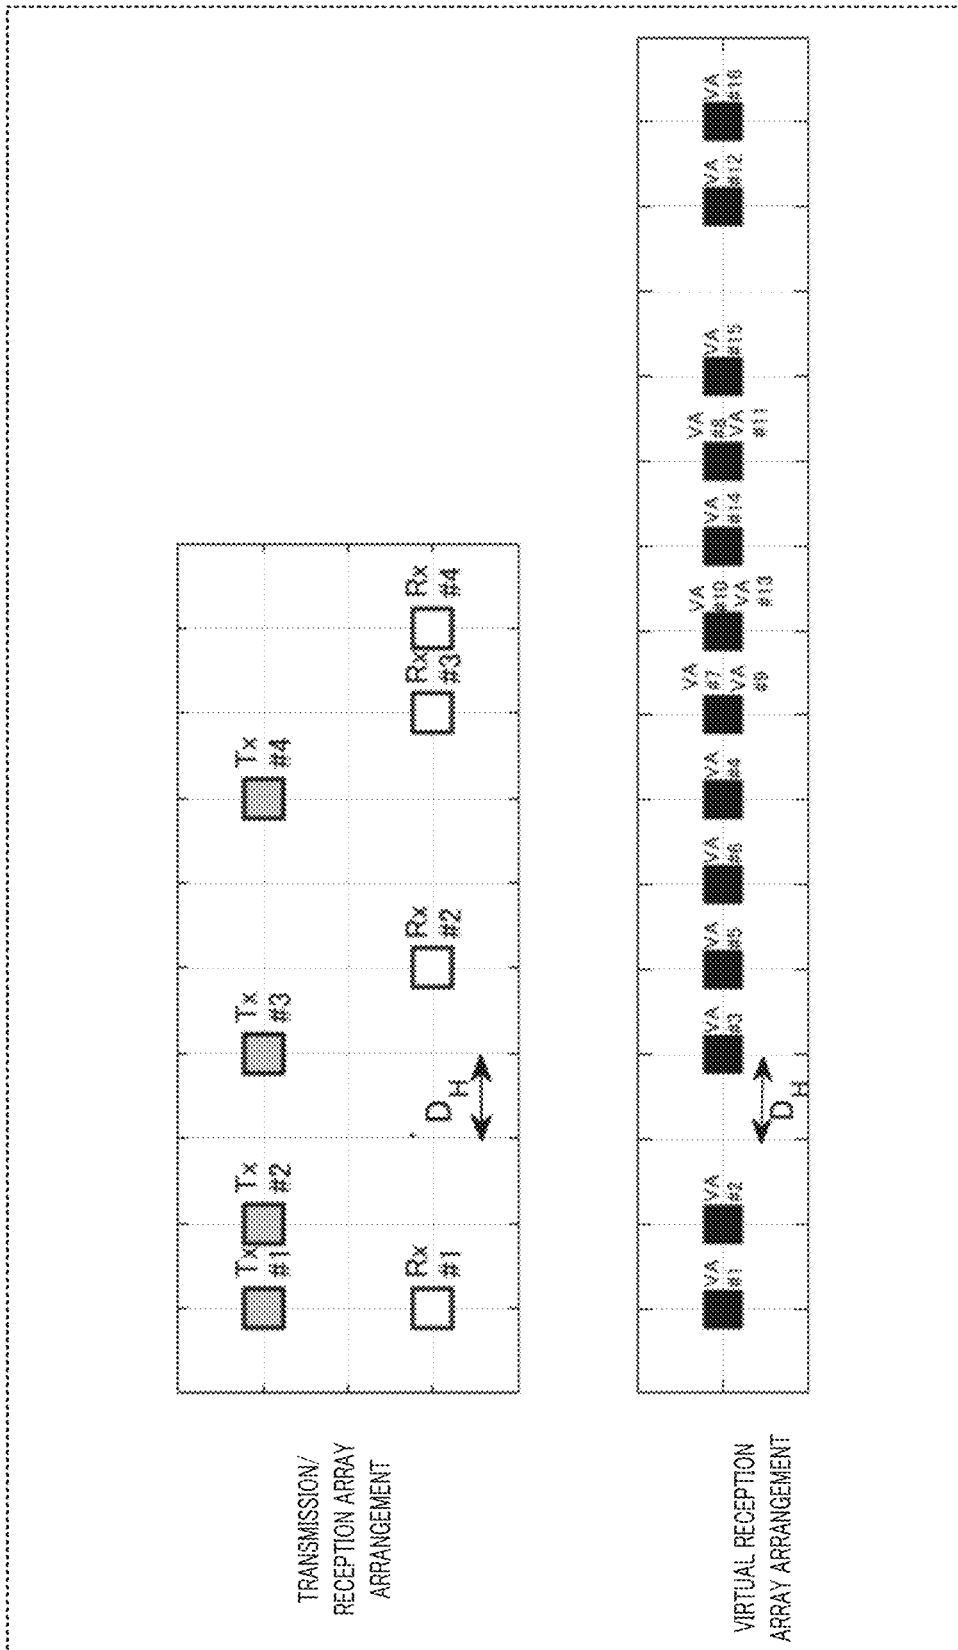 TRANSMISSION/
RECEPTION ARRAY
ARRANGEMENT
Tx
#1
Tx
#2
Tx
#3
Tx
#4
Rx
#1
Rx
#2
Rx
#3
Rx
#4
D
H
VIRTUAL RECEPTION
ARRAY ARRANGEMENT
VA
#1
VA
#2
VA
#3
VA
#5
VA
#6
VA
#4
VA
#7
VA
#9
VA
#10
VA
#13
VA
#14
VA
#8
VA
#11
VA
#15
VA
#12
VA
#16
D
H